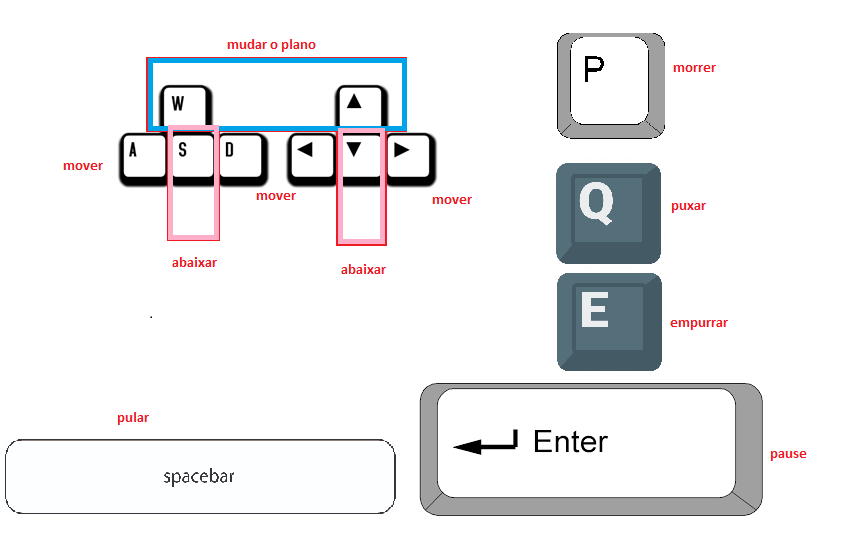 mudar o plano
P
morrer
W
A
S
D
mover
mover
mover
Q
puxar
abaixar
abaixar
E
empurrar
pular
spacebar
Enter
pause